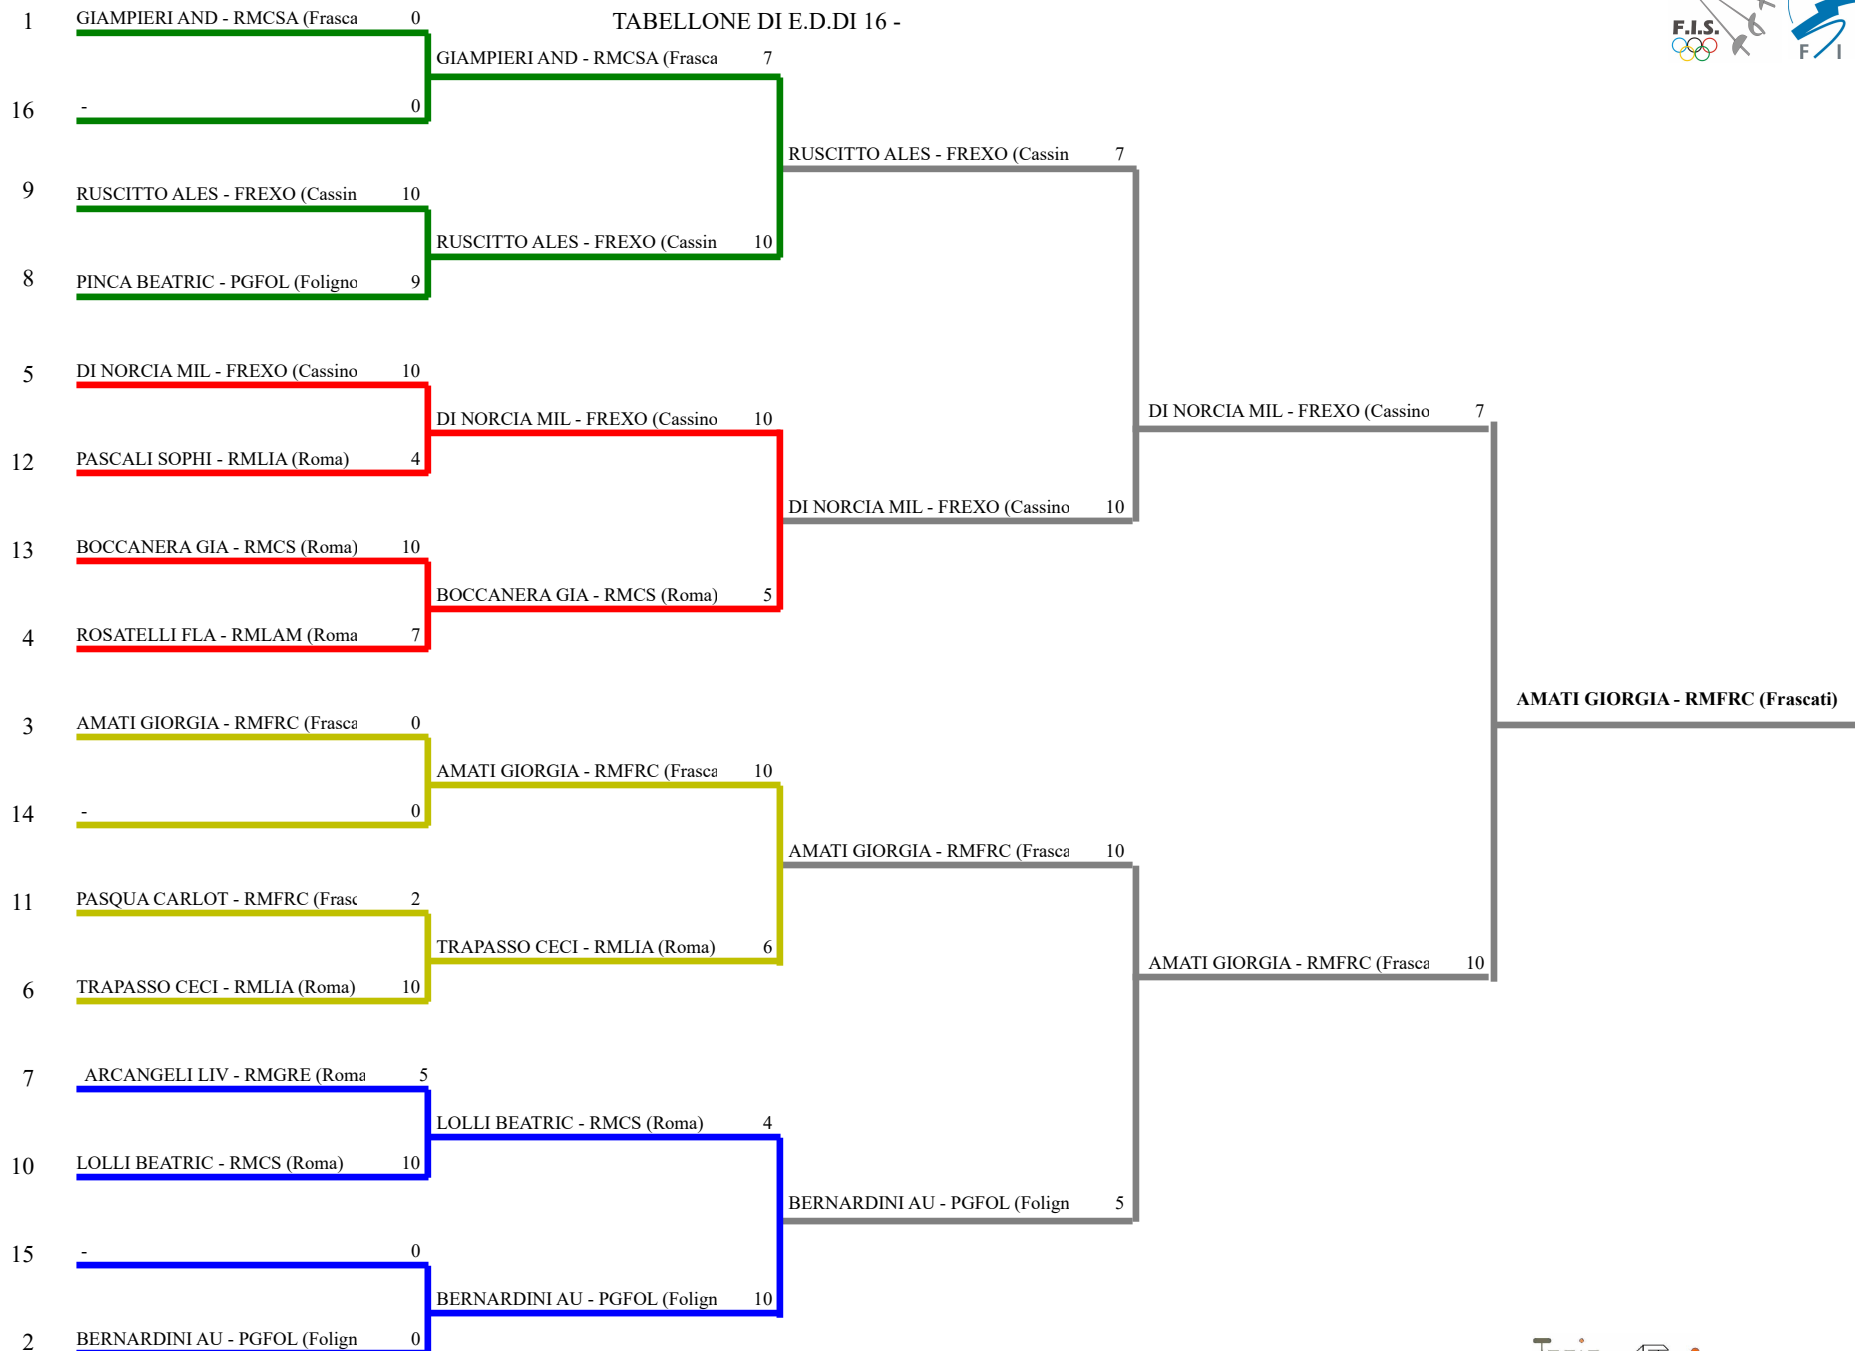 TABELLONE DI E.D.DI 16 -
F.I.S.
F I
1 GIAMPIERI AND - RMCSA (Frasca 0
GIAMPIERI AND - RMCSA (Frasca 7
16 - 0
RUSCITTO ALES - FREXO (Cassin 7
9 RUSCITTO ALES - FREXO (Cassin 10
RUSCITTO ALES - FREXO (Cassin 10
8 PINCA BEATRIC - PGFOL (Foligno 9
5 DI NORCIA MIL - FREXO (Cassino 10
DI NORCIA MIL - FREXO (Cassino 7
DI NORCIA MIL - FREXO (Cassino 10
12 PASCALI SOPHI - RMLIA (Roma) 4
DI NORCIA MIL - FREXO (Cassino 10
13 BOCCANERA GIA - RMCS (Roma) 10
BOCCANERA GIA - RMCS (Roma) 5
4 ROSATELLI FLA - RMLAM (Roma 7
AMATI GIORGIA - RMFRC (Frascati)
3 AMATI GIORGIA - RMFRC (Frasca 0
AMATI GIORGIA - RMFRC (Frasca 10
14 - 0
AMATI GIORGIA - RMFRC (Frasca 10
11 PASQUA CARLOT - RMFRC (Frasc 2
TRAPASSO CECI - RMLIA (Roma) 6
AMATI GIORGIA - RMFRC (Frasca 10
6 TRAPASSO CECI - RMLIA (Roma) 10
7 ARCANGELI LIV - RMGRE (Roma 5
LOLLI BEATRIC - RMCS (Roma) 4
10 LOLLI BEATRIC - RMCS (Roma) 10
BERNARDINI AU - PGFOL (Folign 5
15 - 0
BERNARDINI AU - PGFOL (Folign 10
2 BERNARDINI AU - PGFOL (Folign 0